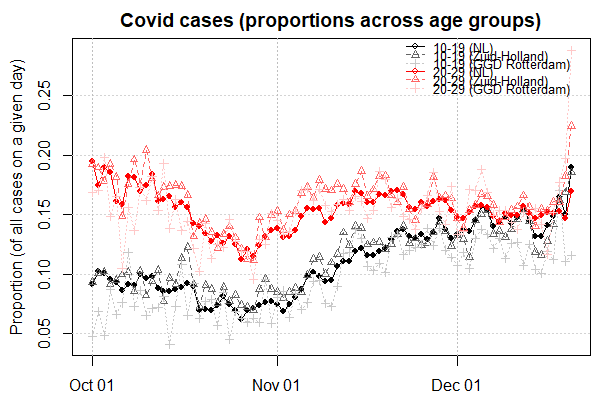 Covid cases (proportions across age groups)
10-19 (NL)
10-19 (Zuid-Holland)
10-19 (GGD Rotterdam)
20-29 (NL)
20-29 (Zuid-Holland)
20-29 (GGD Rotterdam)
Proportion (of all cases on a given day)
0.25
0.20
0.15
0.10
0.05
Oct 01
Nov 01
Dec 01